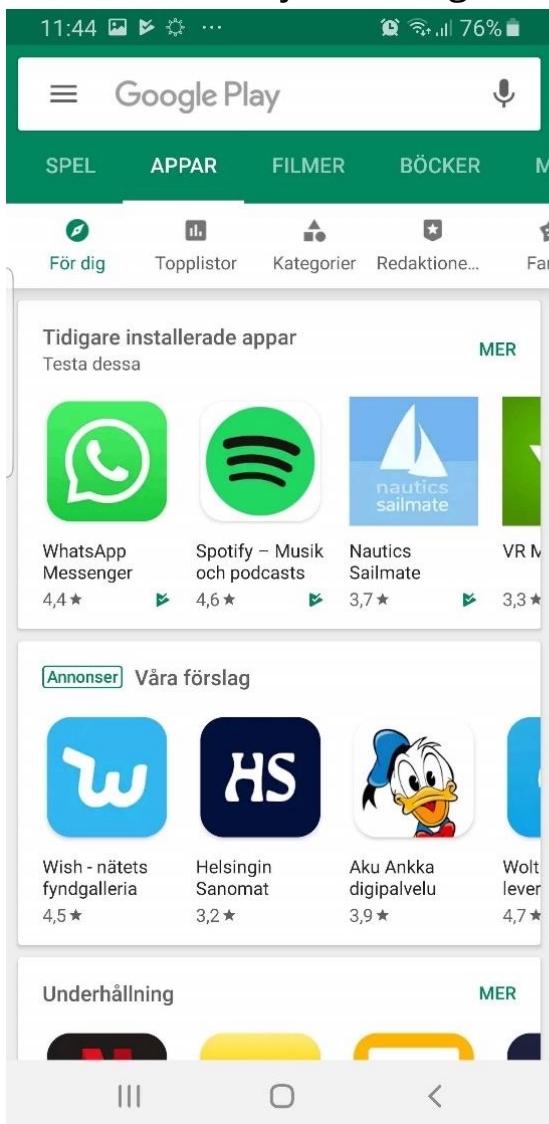 11:44 76%
Google Play
SPEL APPAR FILMER BÖCKER
För dig Topplistor Kategorier Redaktione...
Tidigare installerade appar
MER
Testa dessa
nautics
sailmate
WhatsApp Messenger
Spotify – Musik och podcasts
Nautics Sailmate
VR
4,4★ 4,6★ 3,7★ 3,3★
Annonser Våra förslag
HS
Wish - nätets fyndgalleria
Helsingin Sanomat
Aku Ankka digipalvelu
Wolt
4,5★ 3,2★ 3,9★ 4,7★
Underhållning MER